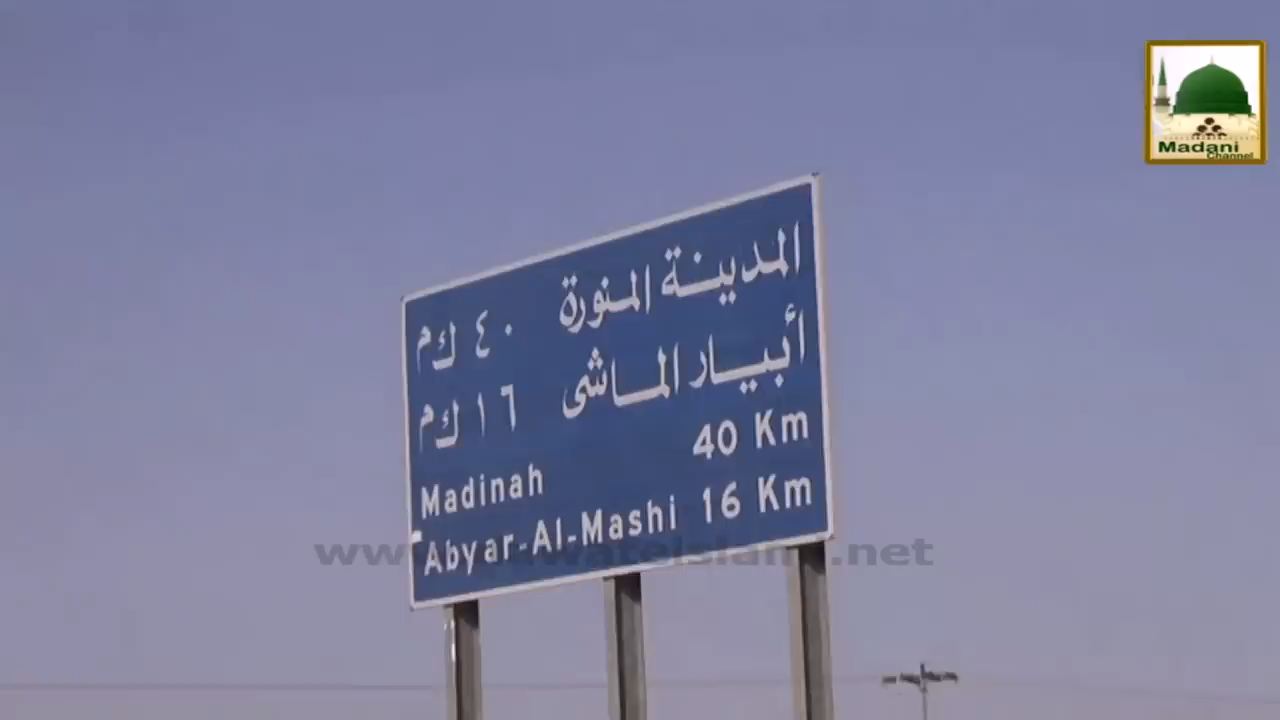 Madani
Channel
المدينة المنورة ٤٠ كم
أبيار الماشى ١٦ كم
Madinah 40 Km
Abyar-Al-Mashi 16 Km